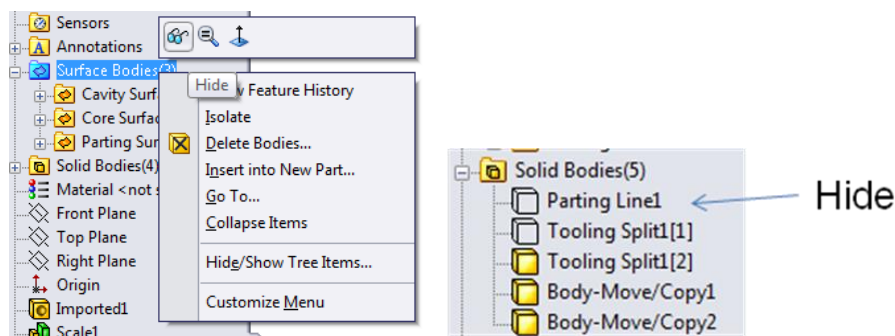 Sensors
Annotations
Surface Bodies(3)
Hide
Feature History
Cavity Surf
Isolate
Core Surfac
Delete Bodies...
Parting Sur
Insert into New Part...
Solid Bodies(4)
Go To...
Material <not s
Collapse Items
Front Plane
Top Plane
Hide/Show Tree Items...
Right Plane
Origin
Customize Menu
Imported1
Scale1
Solid Bodies(5)
Parting Line1
Hide
Tooling Split1[1]
Tooling Split1[2]
Body-Move/Copy1
Body-Move/Copy2